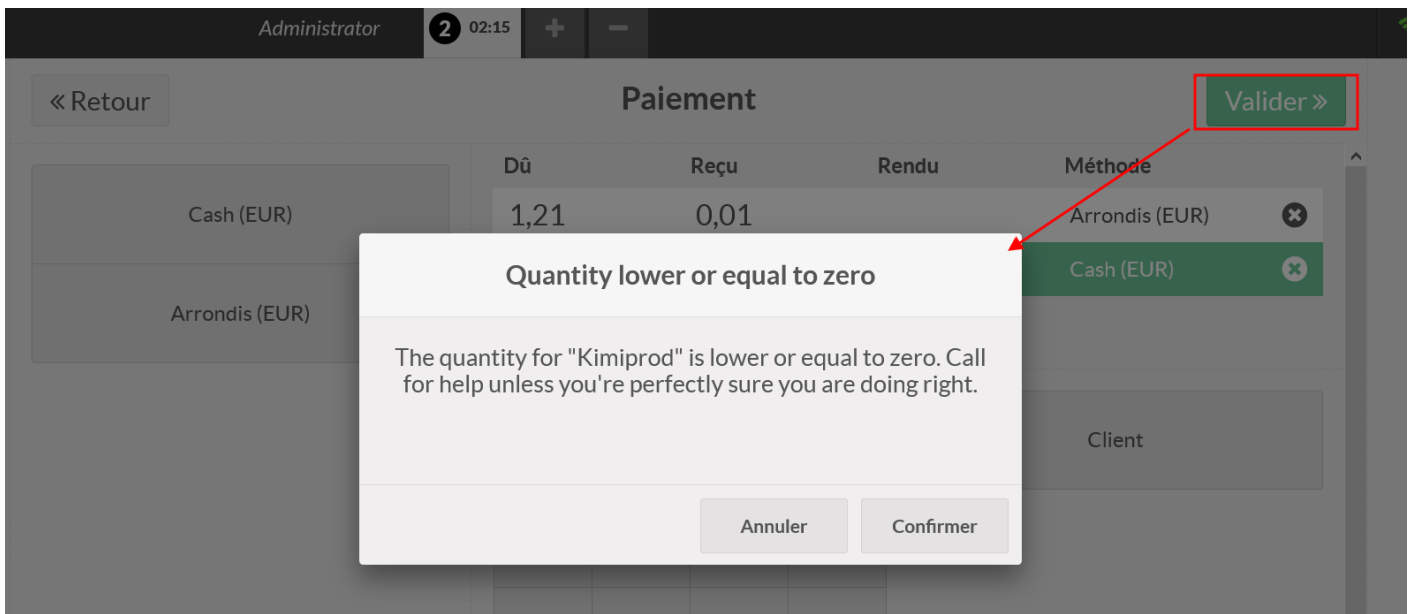 Administrator
2 02:15
« Retour
Paiement
Valider »
Dû Reçu Rendu Méthode
Cash (EUR)
1,21 0,01 Arrondis (EUR)
Cash (EUR)
Arrondis (EUR)
Quantity lower or equal to zero
The quantity for "Kimiprod" is lower or equal to zero. Call
for help unless you're perfectly sure you are doing right.
Client
Annuler Confirmer